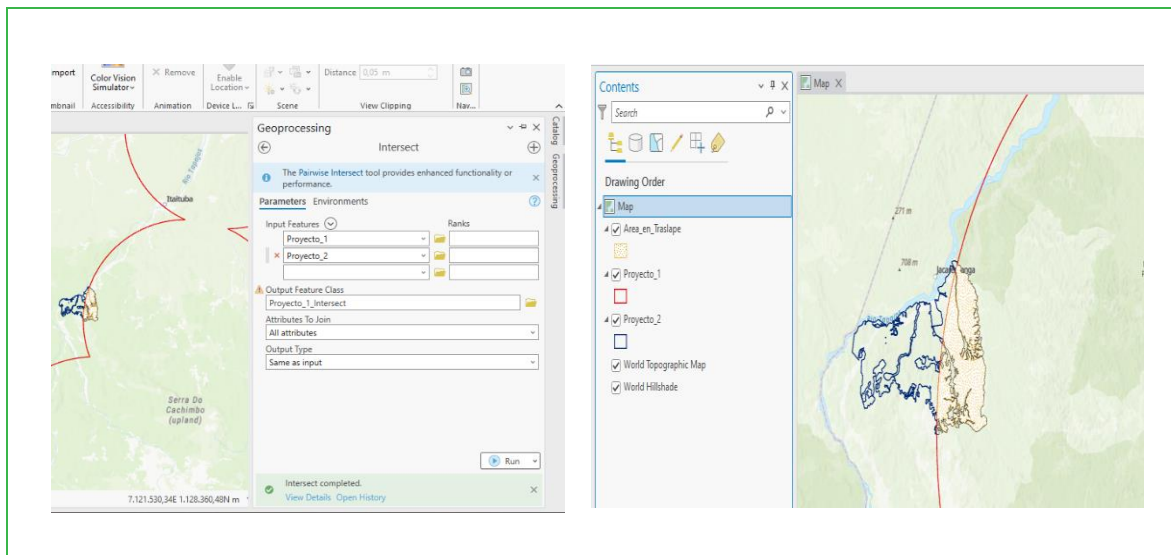 mport
Color Vision
Simulator
Remove
Enable
Location
Distance 0,05 m
mbnail
Accessibility
Animation
Device L...
Scene
View Clipping
Nav...
Rio Tapajós
Itaituba
Serra Do
Cachimbo
(upland)
7.121.530,34E 1.128.360,48N m
Geoprocessing
Intersect
The Pairwise Intersect tool provides enhanced functionality or
performance.
Parameters Environments
Input Features Ranks
Proyecto_1
Proyecto_2
Output Feature Class
Proyecto_1_Intersect
Attributes To Join
All attributes
Output Type
Same as input
Run
Intersect completed.
View Details Open History
Catalog
Geoprocessing
Contents
Search
Drawing Order
Map
Area_en_Traslape
Proyecto_1
Proyecto_2
World Topographic Map
World Hillshade
Map
271 m
708 m